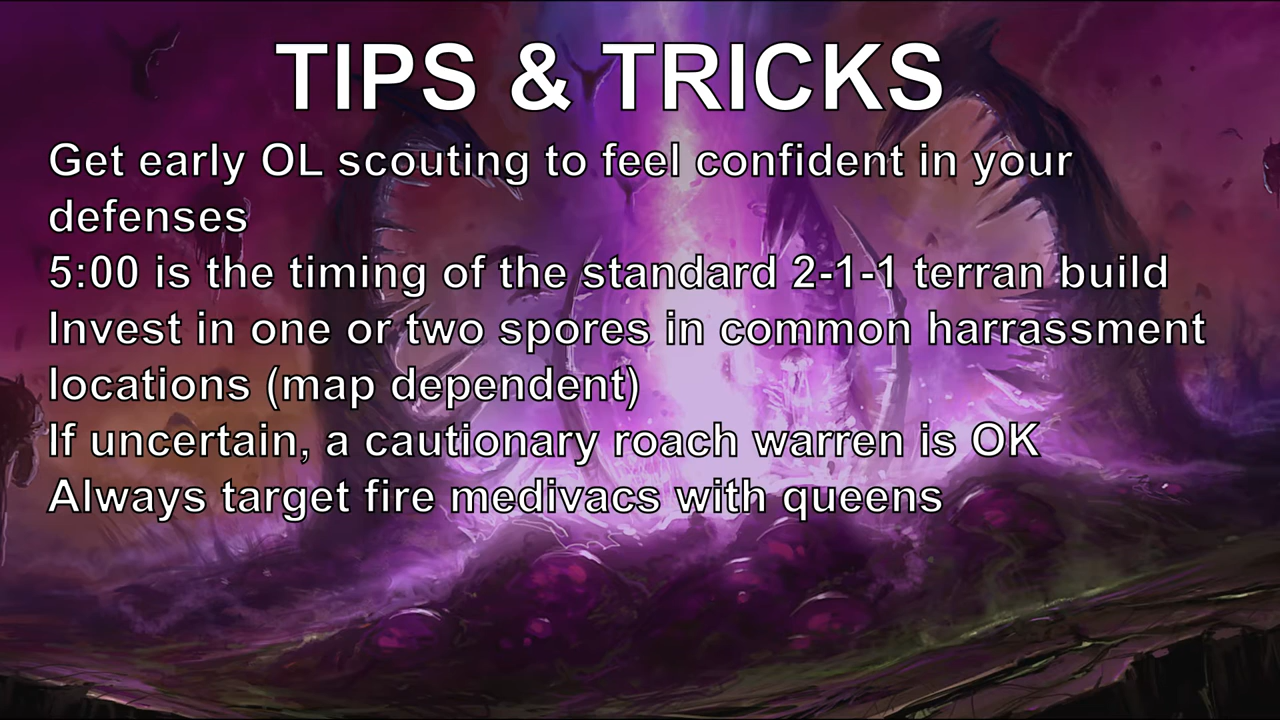 TIPS & TRICKS
Get early OL scouting to feel confident in your
defenses
5:00 is the timing of the standard 2-1-1 terran build
Invest in one or two spores in common harrassment
locations (map dependent)
If uncertain, a cautionary roach warren is OK
Always target fire medivacs with queens